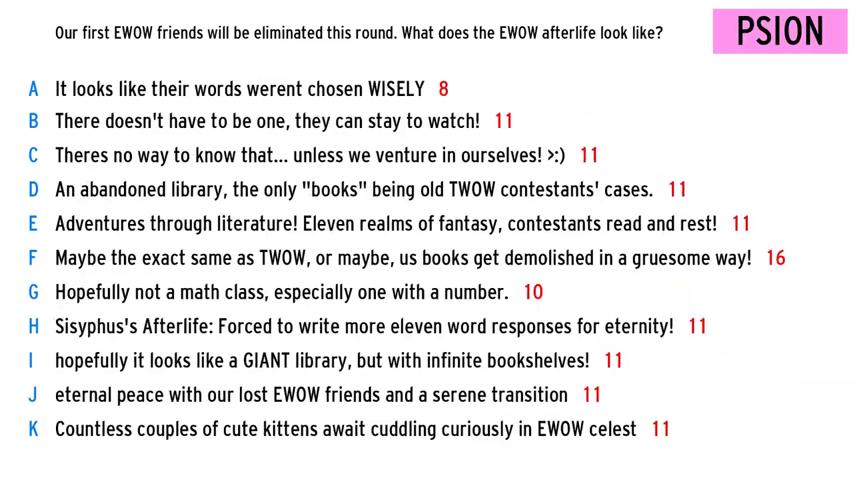 Our first EWOW friends will be eliminated this round. What does the EWOW afterlife look like?
PSION
A It looks like their words werent chosen WISELY 8
B There doesn't have to be one, they can stay to watch! 11
C Theres no way to know that... unless we venture in ourselves! >:) 11
D An abandoned library, the only "books" being old TWOW contestants' cases. 11
E Adventures through literature! Eleven realms of fantasy, contestants read and rest! 11
F Maybe the exact same as TWOW, or maybe, us books get demolished in a gruesome way! 16
G Hopefully not a math class, especially one with a number. 10
H Sisyphus's Afterlife: Forced to write more eleven word responses for eternity! 11
I hopefully it looks like a GIANT library, but with infinite bookshelves! 11
J eternal peace with our lost EWOW friends and a serene transition 11
K Countless couples of cute kittens await cuddling curiously in EWOW celest 11